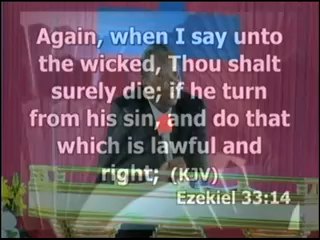 Again, when I say unto
the wicked, Thou shalt
surely die; if he turn
from his sin, and do that
which is lawful and
right; (KJV)
Ezekiel 33:14